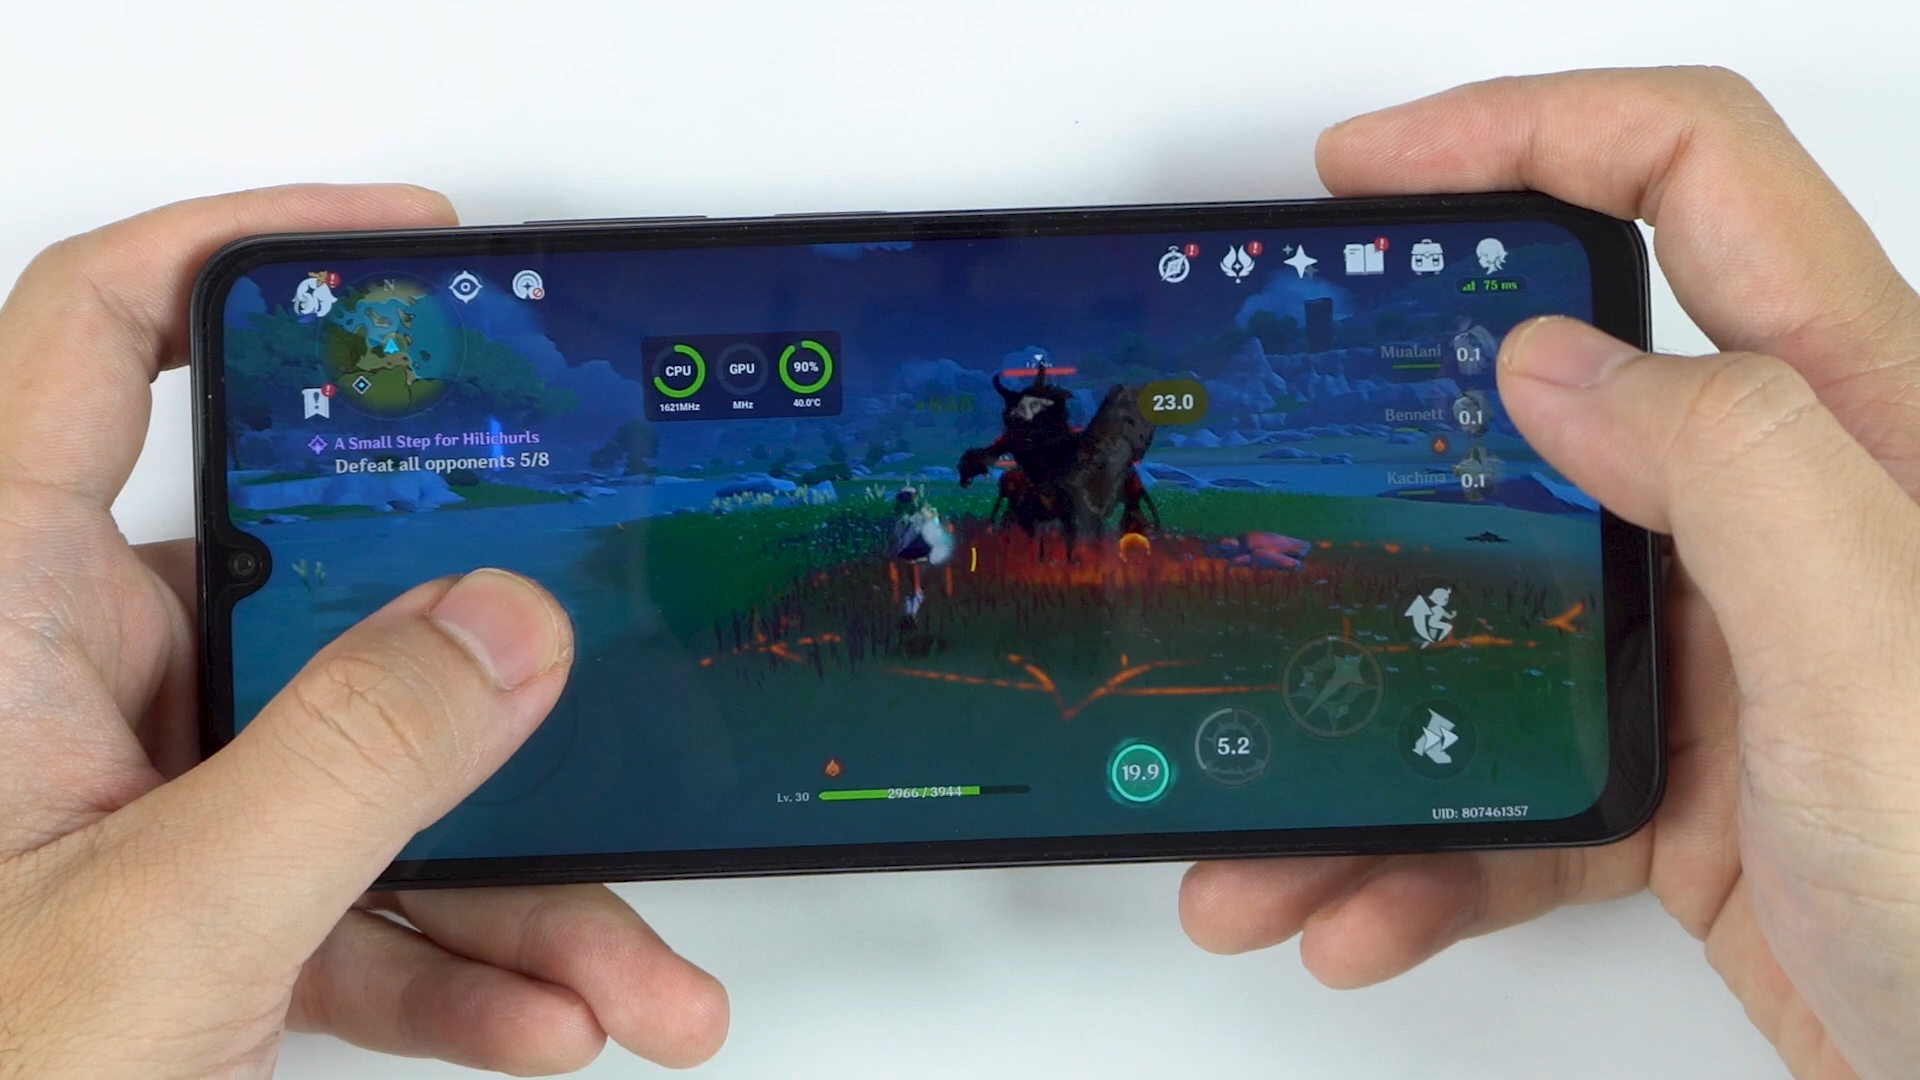 N
75 ms
CPU
GPU
90%
1621MHz
MHz
40.0°C
Mualani
0.1
23.0
Bennett
0.1
A Small Step for Hilichurls
Defeat all opponents 5/8
Kachina
0.1
5.2
19.9
Lv. 30
2966 / 3944
UID: 807461357